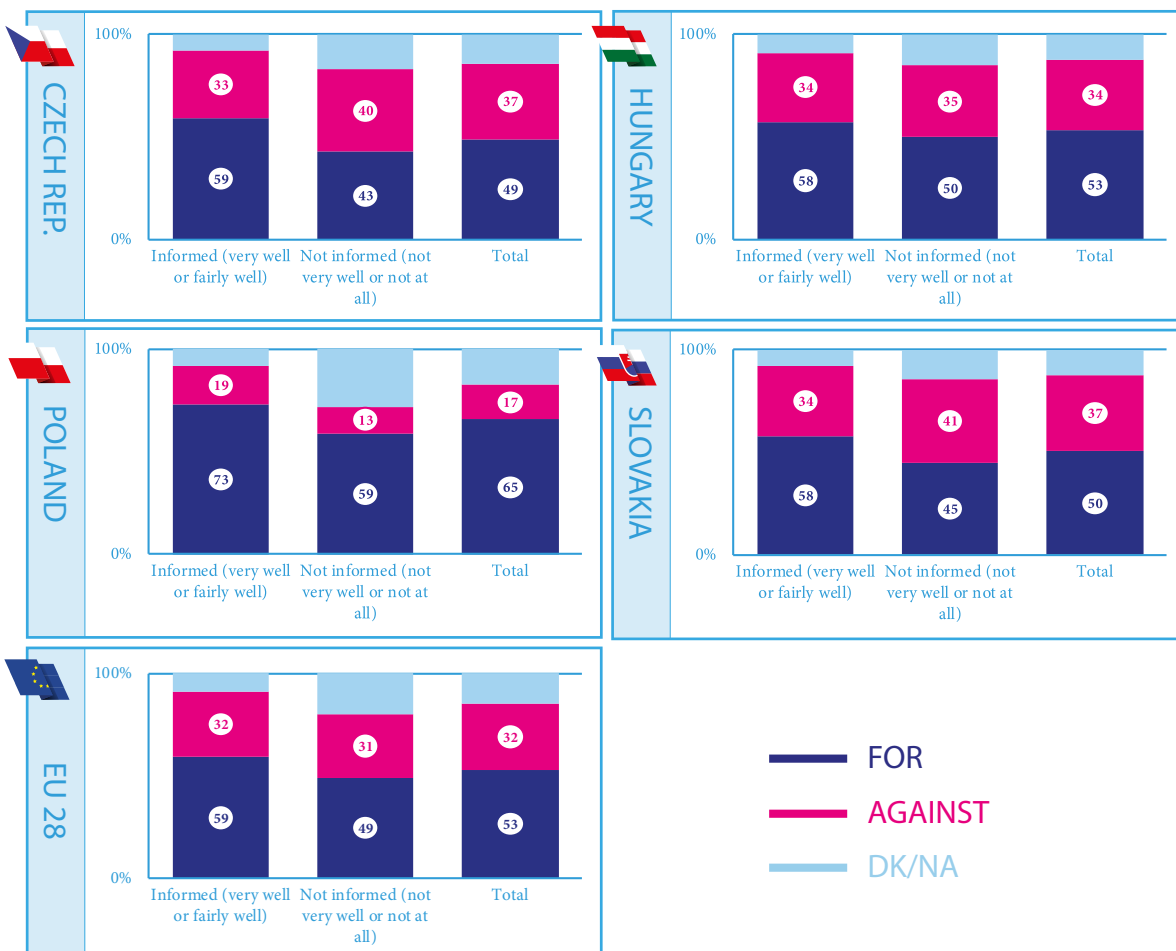 CZECH REP.
100%
33
40
37
59
43
49
0%
Informed (very well
or fairly well)
Not informed (not
very well or not at
all)
Total
HUNGARY
100%
34
35
34
58
50
53
0%
Informed (very well
or fairly well)
Not informed (not
very well or not at
all)
Total
POLAND
100%
19
13
17
73
59
65
0%
Informed (very well
or fairly well)
Not informed (not
very well or not at
all)
Total
SLOVAKIA
100%
34
41
37
58
45
50
0%
Informed (very well
or fairly well)
Not informed (not
very well or not at
all)
Total
EU 28
100%
32
31
32
59
49
53
0%
Informed (very well
or fairly well)
Not informed (not
very well or not at
all)
Total
FOR
AGAINST
DK/NA